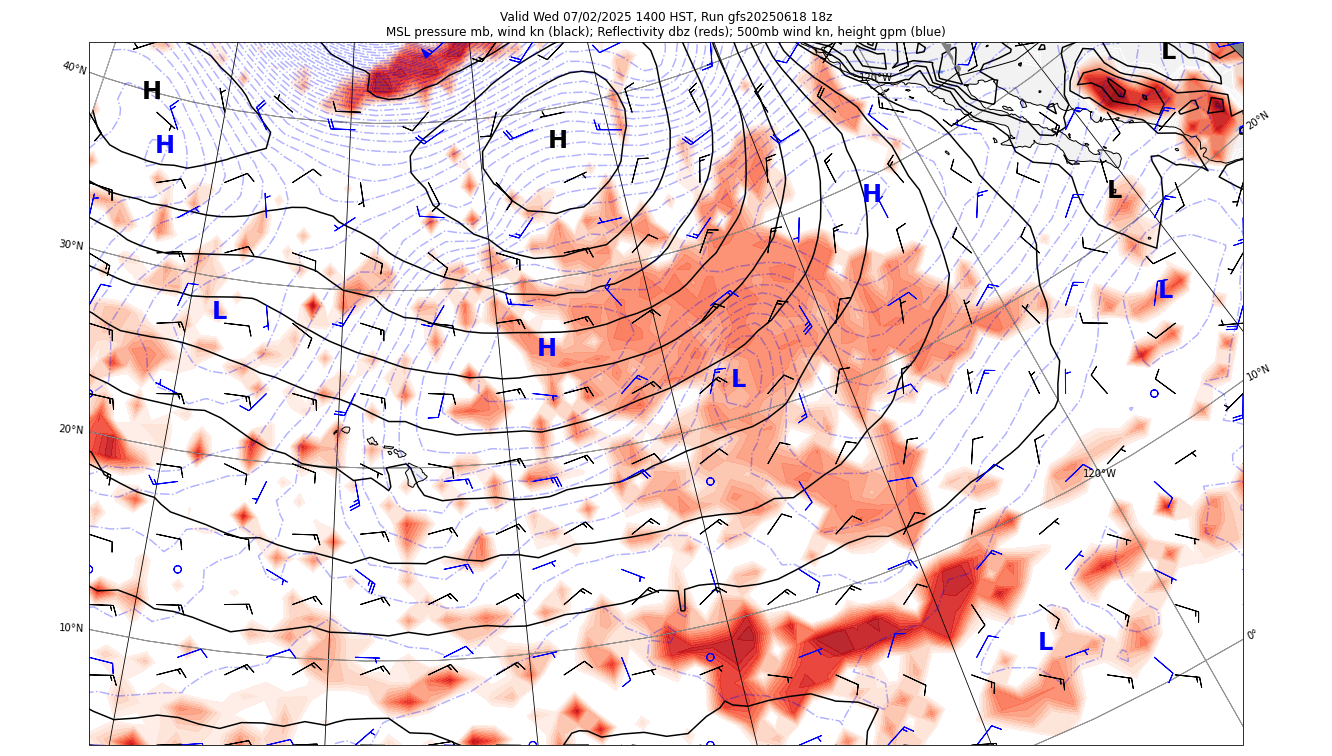 Valid Wed 07/02/2025 1400 HST, Run gfs20250618 18z
MSL pressure mb, wind kn (black); Reflectivity dbz (reds); 500mb wind kn, height gpm (blue)
L
40°N
120°W
H
20°N
H
H
L
H
30°N
L
L
H
10°N
L
20°N
120°W
10°N
L
0°